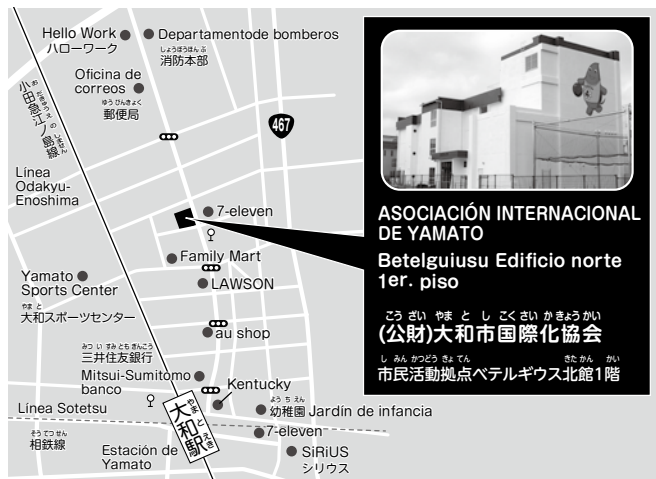 Hello Work
ハローワーク
Departamentode bomberos
しょうぼうほんぶ
消防本部
Oficina de
correos
ゆうびんきょく
郵便局
おだきゅうえのしません
小田急江ノ島線
467
Línea
Odakyu-
Enoshima
7-eleven
Family Mart
LAWSON
Yamato
Sports Center
やまと
大和スポーツセンター
au shop
みついすみともぎんこう
三井住友銀行
Mitsui-Sumitomo
banco
Kentucky
ようちえん
幼稚園 Jardín de infancia
Línea Sotetsu
そうてつせん
相鉄線
やまとえき
大和駅
Estación de
Yamato
7-eleven
SiRiUS
シリウス
ASOCIACIÓN INTERNACIONAL
DE YAMATO
Betelguiusu Edificio norte
1er. piso
こうざい やまとしこくさいかきょうかい
(公財)大和市国際化協会
しみんかつどうきょてん きたかん かい
市民活動拠点ベテルギウス北館1階